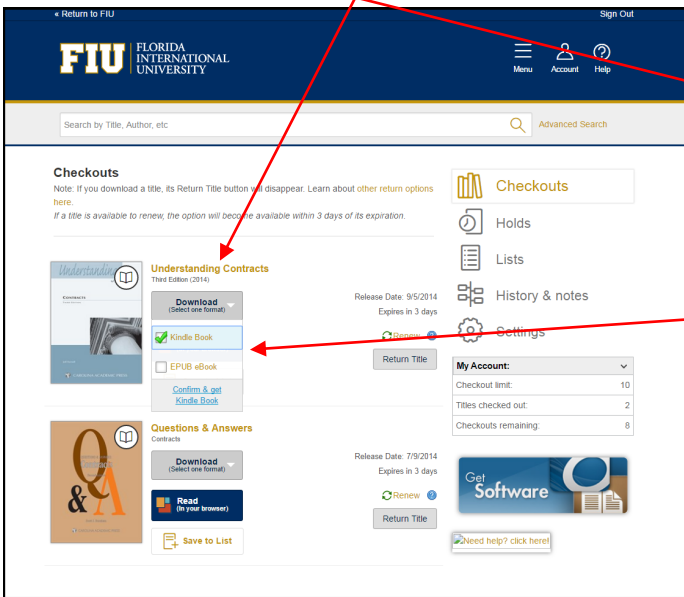 « Return to FIU
Sign Out
FIU
FLORIDA
INTERNATIONAL
UNIVERSITY
Menu
Account
Help
Search by Title, Author, etc
Advanced Search
Checkouts
Note: If you download a title, its Return Title button will disappear. Learn about other return options
here.
If a title is available to renew, the option will become available within 3 days of its expiration.
Checkouts
Holds
Lists
History & notes
Settings
Understanding
CONTRACTS
Understanding Contracts
Third Edition (2014)
Download
(Select one format)
Kindle Book
EPUB eBook
Confirm & get
Kindle Book
Release Date: 9/5/2014
Expires in 3 days
Renew
Return Title
My Account:
Checkout limit: 10
Titles checked out: 2
Checkouts remaining: 8
Q
& A
Questions & Answers
Contracts
Download
(Select one format)
Read
(In your browser)
Save to List
Release Date: 7/9/2014
Expires in 3 days
Renew
Return Title
Get
Software
Need help? click here!